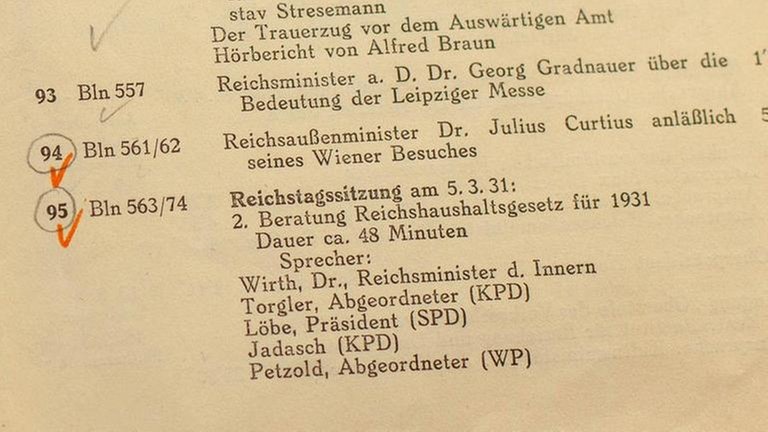 stav Stresemann
Der Trauerzug vor dem Auswärtigen Amt
Hörbericht von Alfred Braun
93 Bln 557 Reichsminister a. D. Dr. Georg Gradnauer über die 1'
Bedeutung der Leipziger Messe
94 Bln 561/62 Reichsaußenminister Dr. Julius Curtius anläßlich 5
seines Wiener Besuches
95 Bln 563/74 Reichstagssitzung am 5. 3. 31:
2. Beratung Reichshaushaltsgesetz für 1931
Dauer ca. 48 Minuten
Sprecher:
Wirth, Dr., Reichsminister d. Innern
Torgler, Abgeordneter (KPD)
Löbe, Präsident (SPD)
Jadasch (KPD)
Petzold, Abgeordneter (WP)